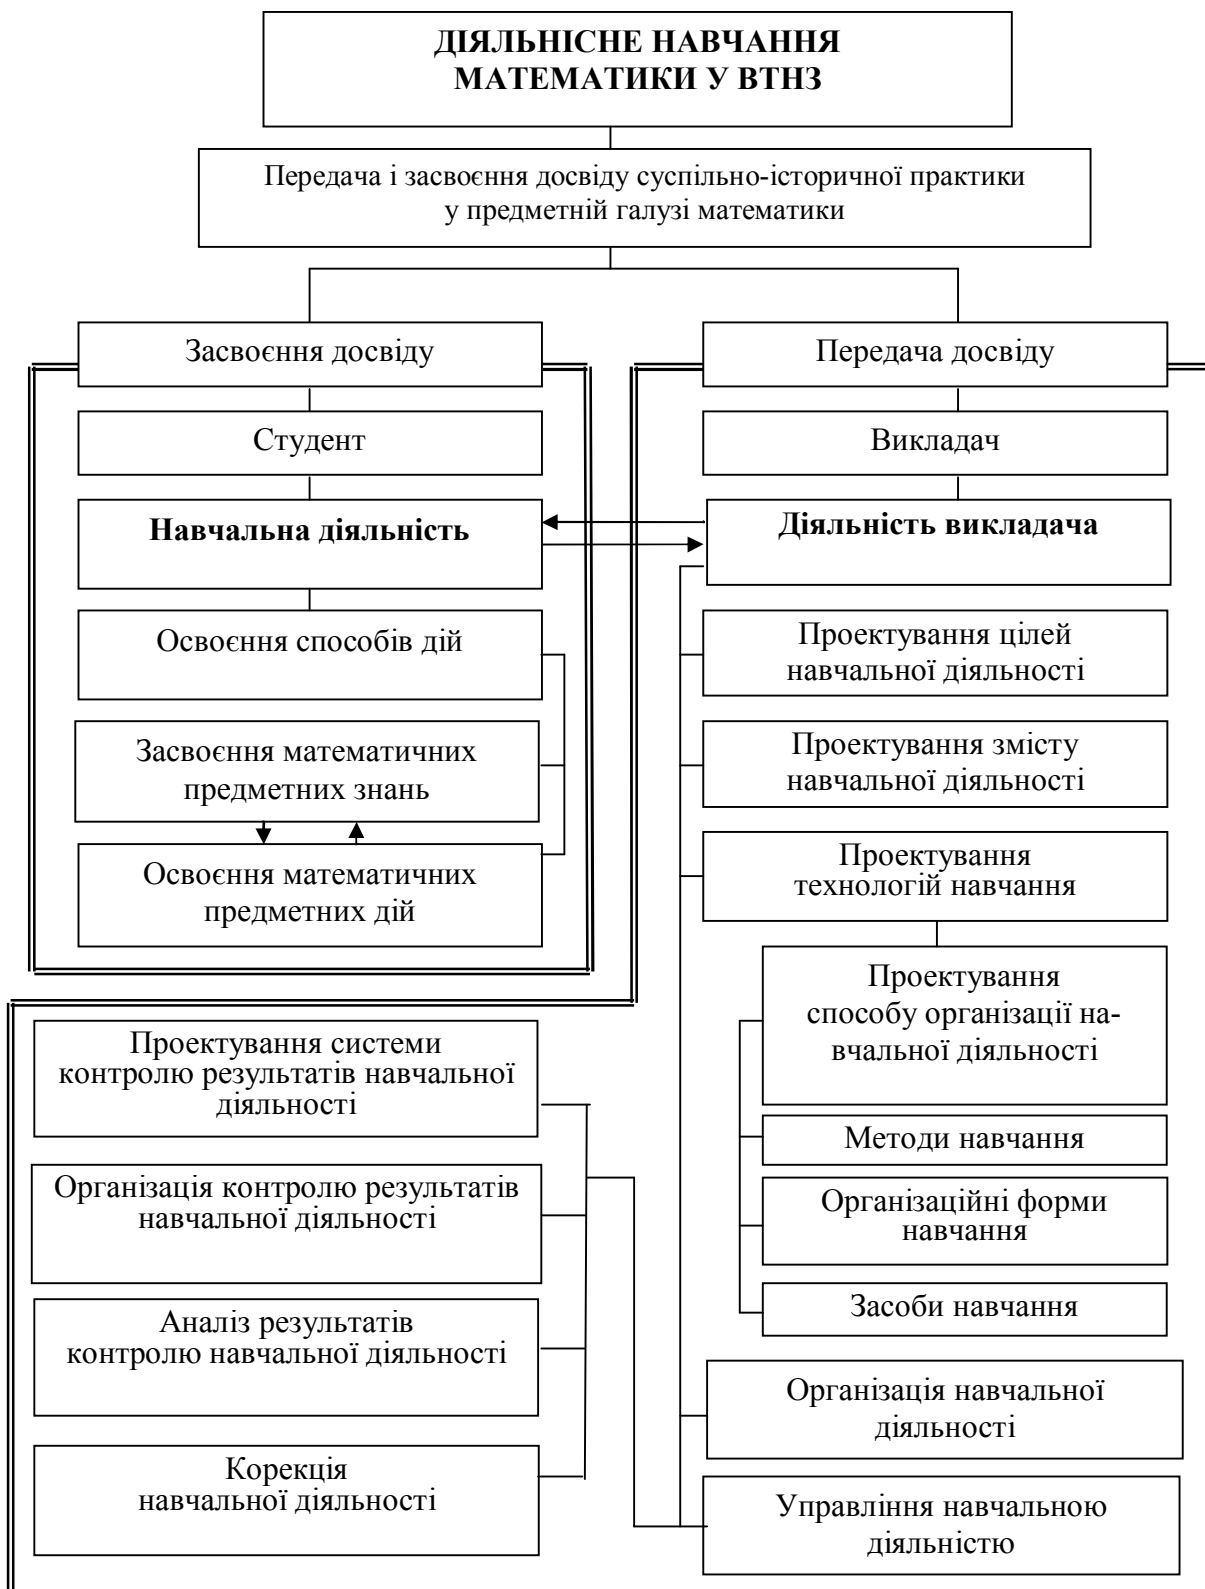 ДІЯЛЬНІСНЕ НАВЧАННЯ
МАТЕМАТИКИ У ВТНЗ
Передача і засвоєння досвіду суспільно-історичної практики
у предметній галузі математики
Засвоєння досвіду
Студент
Навчальна діяльність
Освоєння способів дій
Засвоєння математичних
предметних знань
Освоєння математичних
предметних дій
Передача досвіду
Викладач
Діяльність викладача
Проектування цілей
навчальної діяльності
Проектування змісту
навчальної діяльності
Проектування
технологій навчання
Проектування
способу організації на-
вчальної діяльності
Методи навчання
Організаційні форми
навчання
Засоби навчання
Організація навчальної
діяльності
Управління навчальною
діяльністю
Проектування системи
контролю результатів навчальної
діяльності
Організація контролю результатів
навчальної діяльності
Аналіз результатів
контролю навчальної діяльності
Корекція
навчальної діяльності